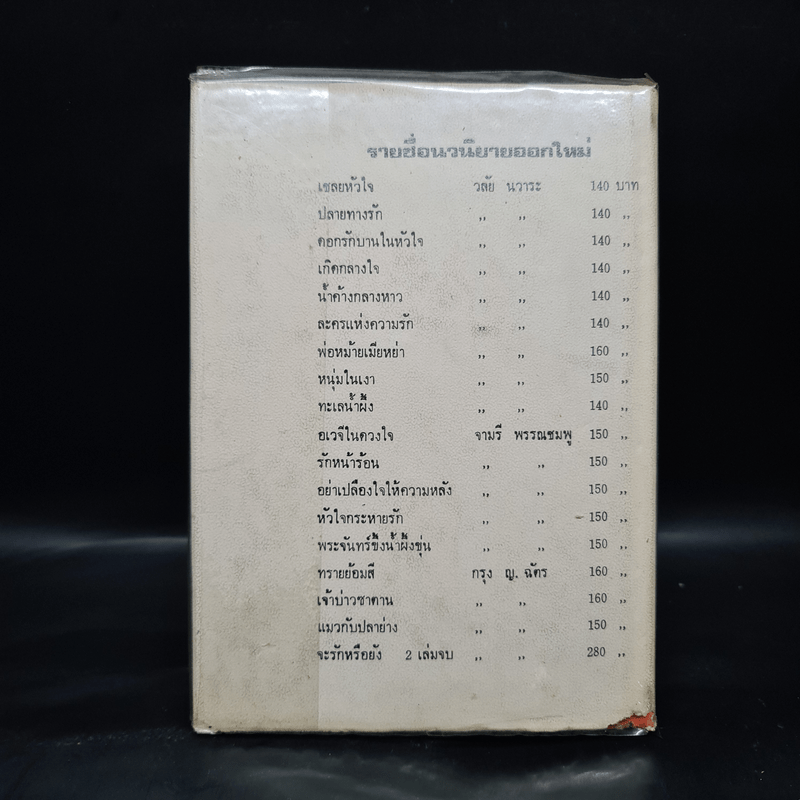 รายชื่อนวนิยายออกใหม่
เชลยหัวใจ วลัย นวาระ 140 บาท
ปลายทางรัก ,, ,, 140 ,,
ดอกรักบานในหัวใจ ,, ,, 140 ,,
เกิดกลางใจ ,, ,, 140 ,,
น้ำค้างกลางหาว ,, ,, 140 ,,
ละครแห่งความรัก ,, ,, 140 ,,
พ่อหม้ายเมียหย่า ,, ,, 160 ,,
หนุ่มในเงา ,, ,, 150 ,,
ทะเลน้ำผึ้ง ,, ,, 140 ,,
อเวจีในดวงใจ จามรี พรรณชมพู 150 ,,
รักหน้าร้อน ,, ,, 150 ,,
อย่าเปลืองใจให้ความหลัง ,, ,, 150 ,,
หัวใจกระหายรัก ,, ,, 150 ,,
พระจันทร์ขึ้งน้ำผึ้งขุ่น ,, ,, 150 ,,
ทรายย้อมสี กรุง ญ. ฉัตร 160 ,,
เจ้าบ่าวซาตาน ,, ,, 160 ,,
แมวกับปลาย่าง ,, ,, 150 ,,
จะรักหรือยัง 2 เล่มจบ ,, ,, 280 ,,